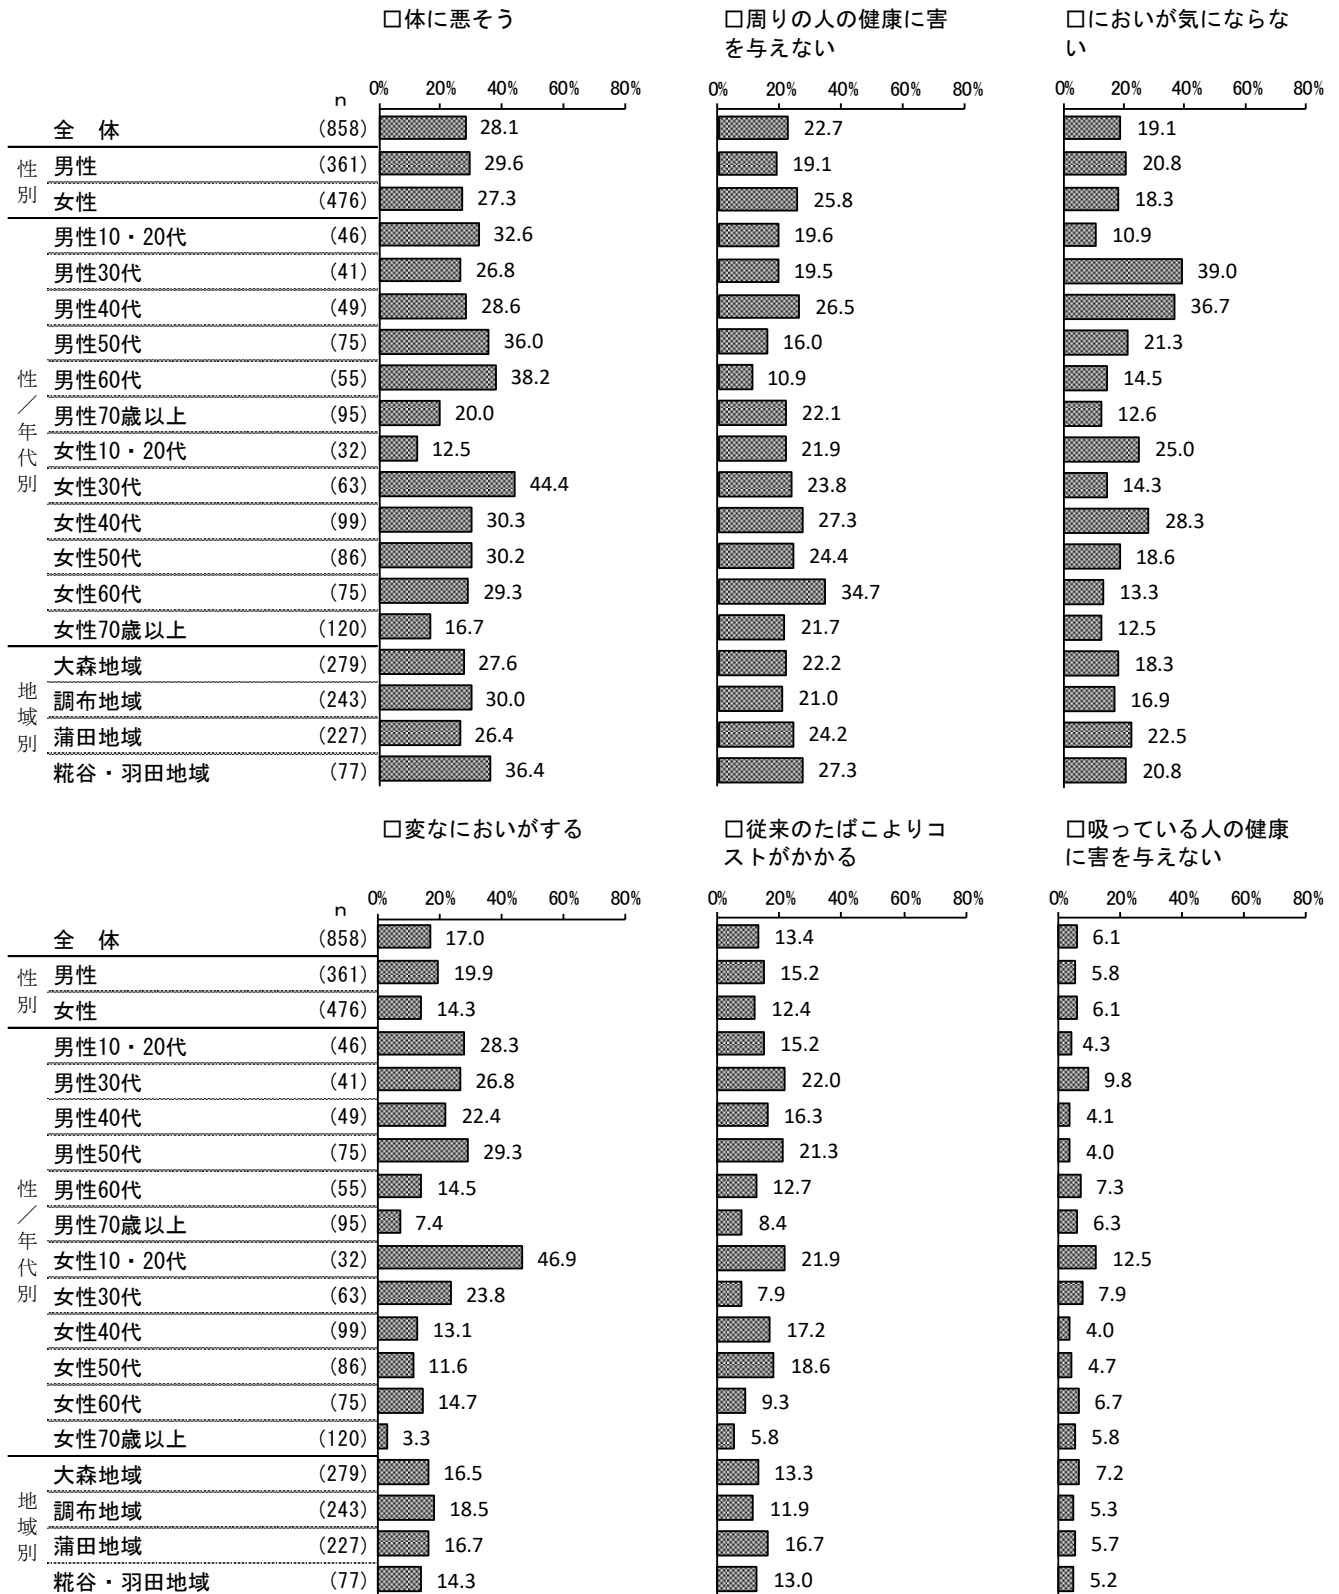 □体に悪そう □周りの人の健康に害 □においが気にならな
を与えない い
0% 20% 40% 60% 80% 0% 20% 40% 60% 80% 0% 20% 40% 60% 80%
n
全 体 (858) 28.1 22.7 19.1
性別
男性 (361) 29.6 19.1 20.8
女性 (476) 27.3 25.8 18.3
性／年代別
男性10・20代 (46) 32.6 19.6 10.9
男性30代 (41) 26.8 19.5 39.0
男性40代 (49) 28.6 26.5 36.7
男性50代 (75) 36.0 16.0 21.3
男性60代 (55) 38.2 10.9 14.5
男性70歳以上 (95) 20.0 22.1 12.6
女性10・20代 (32) 12.5 21.9 25.0
女性30代 (63) 44.4 23.8 14.3
女性40代 (99) 30.3 27.3 28.3
女性50代 (86) 30.2 24.4 18.6
女性60代 (75) 29.3 34.7 13.3
女性70歳以上 (120) 16.7 21.7 12.5
地域別
大森地域 (279) 27.6 22.2 18.3
調布地域 (243) 30.0 21.0 16.9
蒲田地域 (227) 26.4 24.2 22.5
糀谷・羽田地域 (77) 36.4 27.3 20.8
□変なにおいがする □従来のたばこよりコ □吸っている人の健康
ストがかかる に害を与えない
0% 20% 40% 60% 80% 0% 20% 40% 60% 80% 0% 20% 40% 60% 80%
n
全 体 (858) 17.0 13.4 6.1
性別
男性 (361) 19.9 15.2 5.8
女性 (476) 14.3 12.4 6.1
性／年代別
男性10・20代 (46) 28.3 15.2 4.3
男性30代 (41) 26.8 22.0 9.8
男性40代 (49) 22.4 16.3 4.1
男性50代 (75) 29.3 21.3 4.0
男性60代 (55) 14.5 12.7 7.3
男性70歳以上 (95) 7.4 8.4 6.3
女性10・20代 (32) 46.9 21.9 12.5
女性30代 (63) 23.8 7.9 7.9
女性40代 (99) 13.1 17.2 4.0
女性50代 (86) 11.6 18.6 4.7
女性60代 (75) 14.7 9.3 6.7
女性70歳以上 (120) 3.3 5.8 5.8
地域別
大森地域 (279) 16.5 13.3 7.2
調布地域 (243) 18.5 11.9 5.3
蒲田地域 (227) 16.7 16.7 5.7
糀谷・羽田地域 (77) 14.3 13.0 5.2